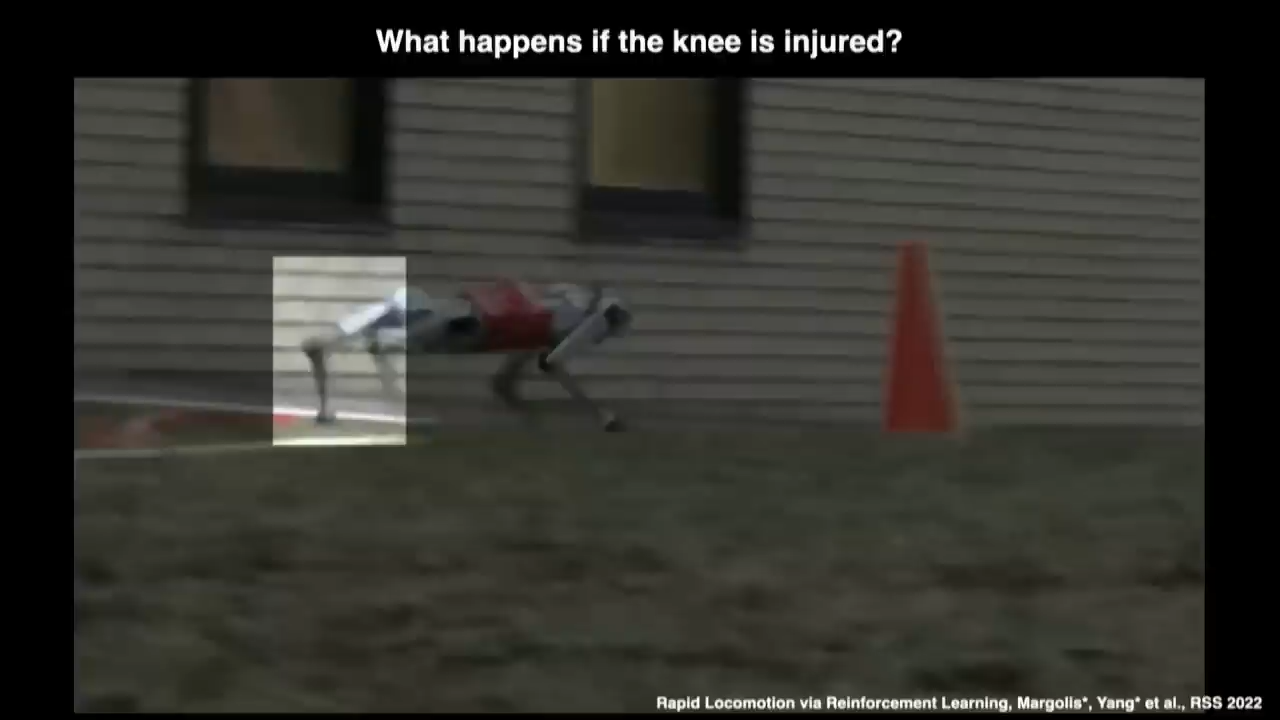 What happens if the knee is injured?
Rapid Locomotion via Reinforcement Learning, Margolis*, Yang* et al., RSS 2022